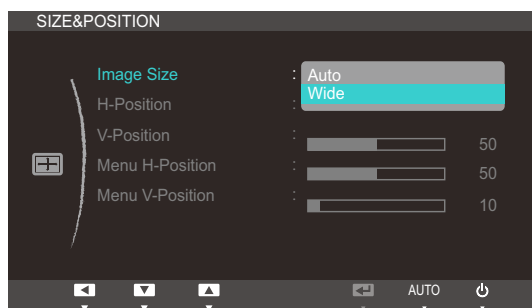 SIZE&POSITION
Image Size : Auto
Wide
H-Position :
V-Position : 50
Menu H-Position : 50
Menu V-Position : 10
AUTO